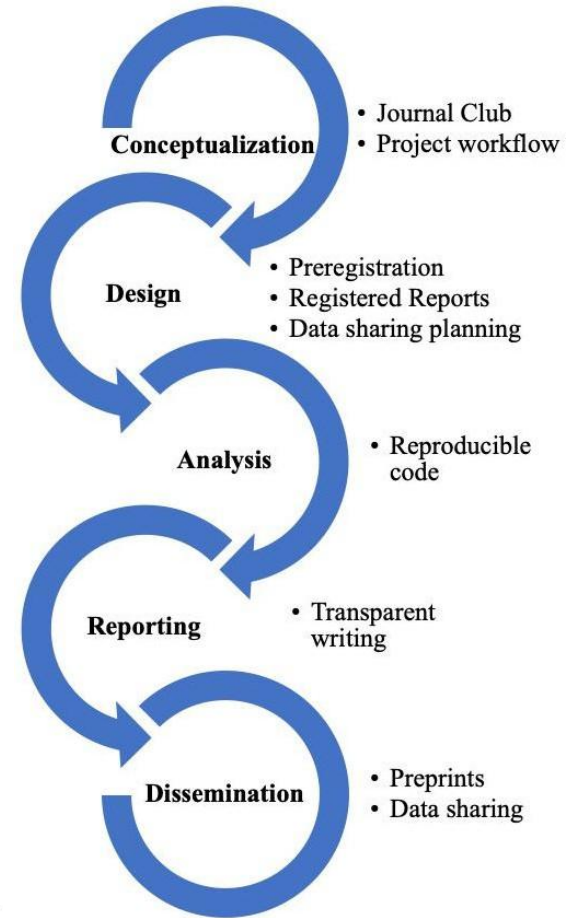 • Journal Club
Conceptualization • Project workflow
• Preregistration
Design • Registered Reports
• Data sharing planning
Analysis • Reproducible
code
• Transparent
Reporting writing
• Preprints
Dissemination • Data sharing